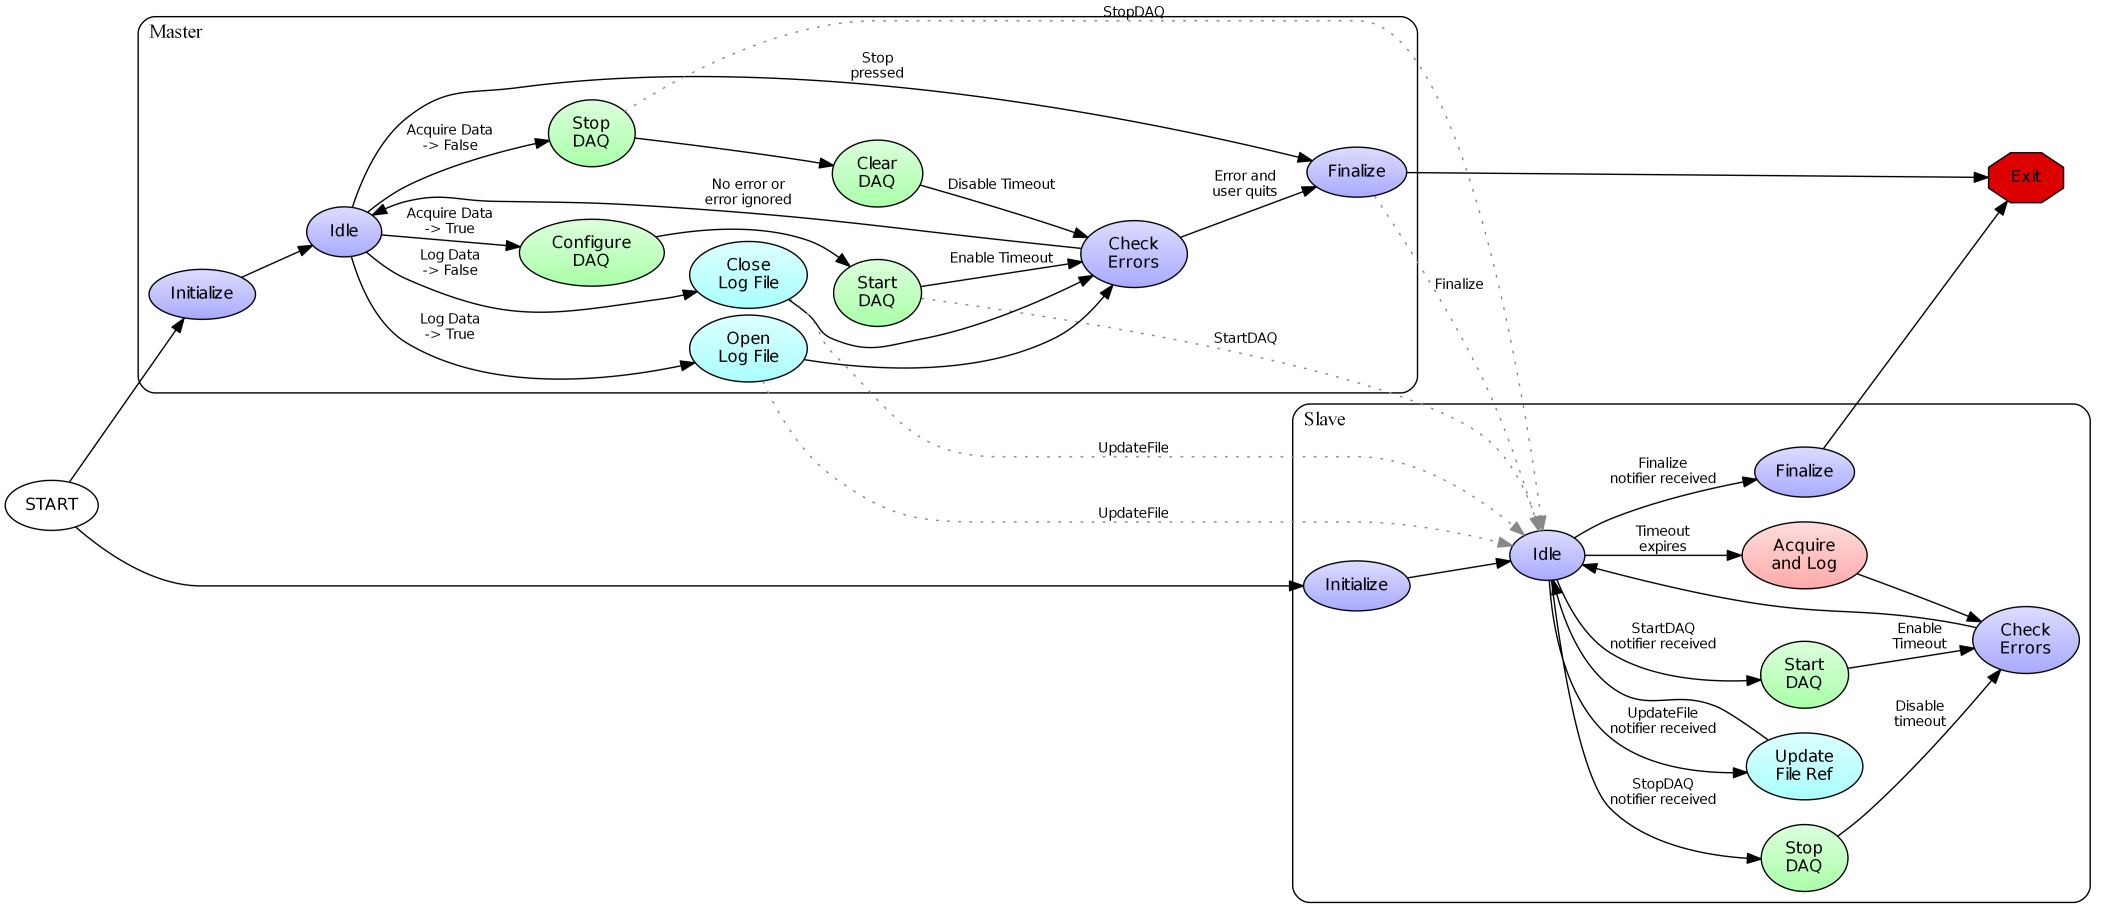 StopDAQ
Master
Stop
pressed
Acquire Data
-> False
Stop
DAQ
Clear
DAQ
Disable Timeout
No error or
error ignored
Error and
user quits
Finalize
Exit
Idle
Acquire Data
-> True
Configure
DAQ
Log Data
-> False
Close
Log File
Start
DAQ
Enable Timeout
Check
Errors
Initialize
Log Data
-> True
Open
Log File
Finalize
StartDAQ
Slave
UpdateFile
UpdateFile
START
Initialize
Idle
Finalize
notifier received
Finalize
Timeout
expires
Acquire
and Log
StartDAQ
notifier received
Start
DAQ
Enable
Timeout
Check
Errors
UpdateFile
notifier received
Update
File Ref
Disable
timeout
StopDAQ
notifier received
Stop
DAQ